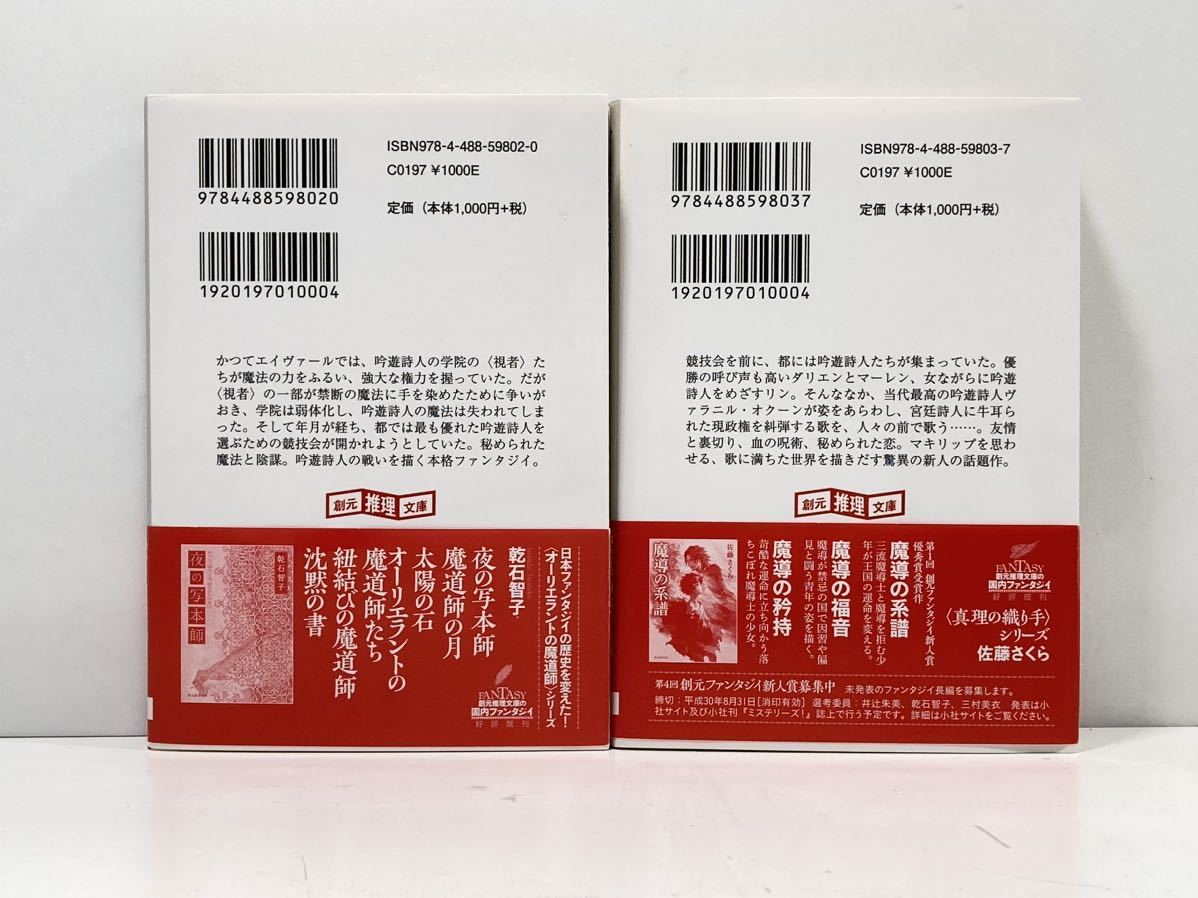 ISBN978-4-488-59802-0
C0197 ¥1000E
9784488598020
定価（本体1,000円+税）
1920197010004
かつてエイヴァールでは、吟遊詩人の学院の〈視者〉た
ちが魔法の力をふるい、強大な権力を握っていた。だが
〈視者〉の一部が禁断の魔法に手を染めたために争いが
おき、学院は弱体化し、吟遊詩人の魔法は失われてしま
った。そして年月が経ち、都では最も優れた吟遊詩人を
選ぶための競技会が開かれようとしていた。秘められた
魔法と陰謀。吟遊詩人の戦いを描く本格ファンタジイ。
創元推理文庫
日本ファンタジイの歴史を変えた！
〈オーリエラントの魔道師〉シリーズ
乾石智子
夜の写本師
魔道師の月
太陽の石
オーリエラントの
魔道師たち
紐結びの魔道師
沈黙の書
乾石智子
夜の写本師
FANTASY
創元推理文庫の
国内ファンタジイ
好評既刊
ISBN978-4-488-59803-7
C0197 ¥1000E
9784488598037
定価（本体1,000円+税）
1920197010004
競技会を前に、都には吟遊詩人たちが集まっていた。優
勝の呼び声も高いダリエンとマーレン、女ながらに吟遊
詩人をめざすリン。そんななか、当代最高の吟遊詩人ヴ
ァラニル・オクーンが姿をあらわし、宮廷詩人に牛耳ら
れた現政権を糾弾する歌を、人々の前で歌う……。友情
と裏切り、血の呪術、秘められた恋。マキリップを思わ
せる、歌に満ちた世界を描きだす驚異の新人の話題作。
創元推理文庫
FANTASY
創元推理文庫の
国内ファンタジイ
好評既刊
〈真理の織り手〉
シリーズ
佐藤さくら
第1回 創元ファンタジイ新人賞
優秀賞受賞作
魔導の系譜
三流魔導士と魔導を拒む少
年が王国の運命を変える。
魔導の福音
魔導が禁忌の国で因習や偏
見と闘う青年の姿を描く。
魔導の矜持
苛酷な運命に立ち向かう落
ちこぼれ魔導士の少女。
佐藤さくら
魔導の系譜
第4回 創元ファンタジイ新人賞募集中 未発表のファンタジイ長編を募集します。
締切：平成30年8月31日［消印有効］ 選考委員：井辻朱美、乾石智子、三村美衣 発表は小
社サイト及び小社刊『ミステリーズ！』誌上で行う予定です。詳細は小社サイトをご覧ください。